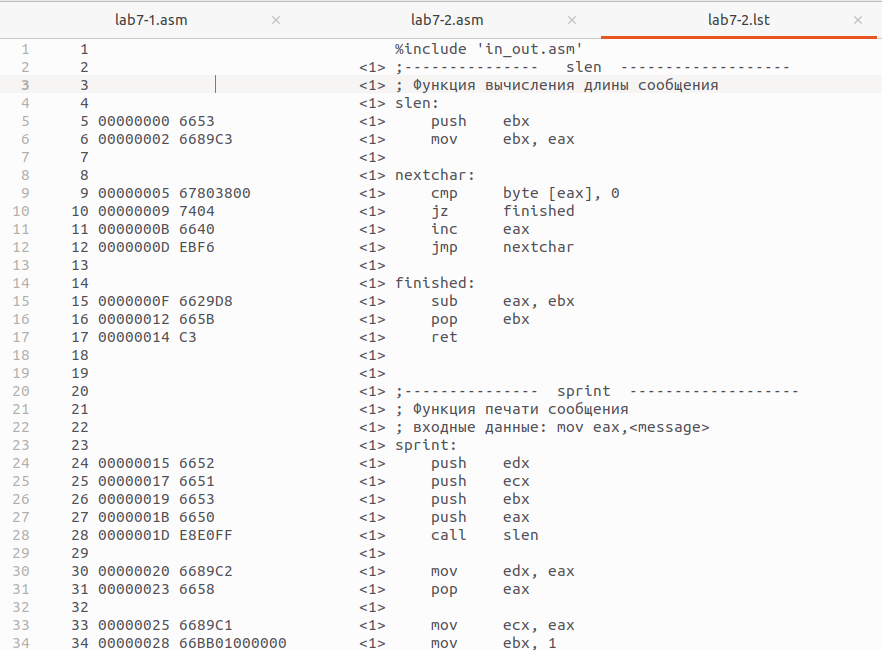 lab7-1.asm × lab7-2.asm × lab7-2.lst ×
1 1 %include 'in_out.asm'
2 2 <1> ;--------------- slen -------------------
3 3 <1> ; Функция вычисления длины сообщения
4 4 <1> slen:
5 5 00000000 6653 <1> push ebx
6 6 00000002 6689C3 <1> mov ebx, eax
7 7 <1>
8 8 <1> nextchar:
9 9 00000005 67803800 <1> cmp byte [eax], 0
10 10 00000009 7404 <1> jz finished
11 11 0000000B 6640 <1> inc eax
12 12 0000000D EBF6 <1> jmp nextchar
13 13 <1>
14 14 <1> finished:
15 15 0000000F 6629D8 <1> sub eax, ebx
16 16 00000012 665B <1> pop ebx
17 17 00000014 C3 <1> ret
18 18 <1>
19 19 <1>
20 20 <1> ;--------------- sprint -------------------
21 21 <1> ; Функция печати сообщения
22 22 <1> ; входные данные: mov eax,<message>
23 23 <1> sprint:
24 24 00000015 6652 <1> push edx
25 25 00000017 6651 <1> push ecx
26 26 00000019 6653 <1> push ebx
27 27 0000001B 6650 <1> push eax
28 28 0000001D E8E0FF <1> call slen
29 29 <1>
30 30 00000020 6689C2 <1> mov edx, eax
31 31 00000023 6658 <1> pop eax
32 32 <1>
33 33 00000025 6689C1 <1> mov ecx, eax
34 34 00000028 66BB01000000 <1> mov ebx, 1